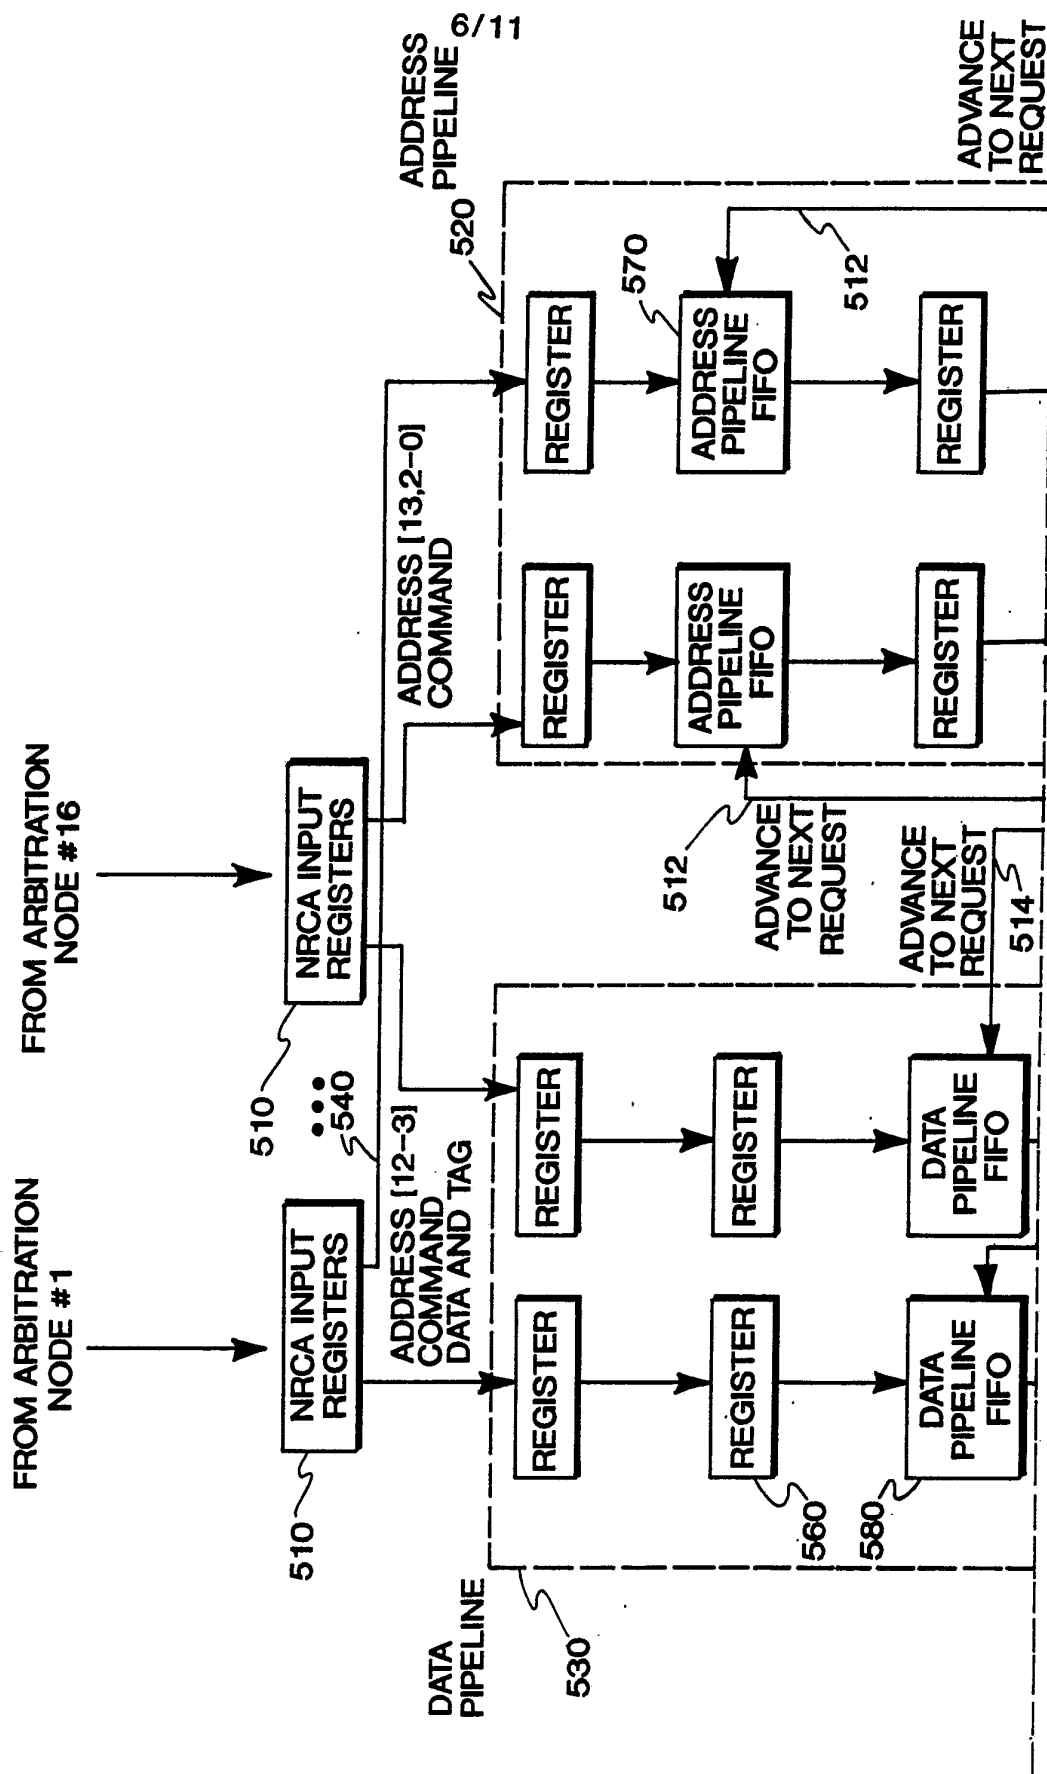 6/11
FROM ARBITRATION
NODE #1
FROM ARBITRATION
NODE #16
510
NRCA INPUT
REGISTERS
510
NRCA INPUT
REGISTERS
540
ADDRESS [12-3]
COMMAND
DATA AND TAG
ADDRESS [13,2-0]
COMMAND
DATA
PIPELINE
530
ADDRESS
PIPELINE
520
REGISTER
REGISTER
REGISTER
REGISTER
REGISTER
560
REGISTER
ADDRESS
PIPELINE
FIFO
ADDRESS
PIPELINE
FIFO
570
512
ADVANCE
TO NEXT
REQUEST
512
ADVANCE
TO NEXT
REQUEST
580
DATA
PIPELINE
FIFO
DATA
PIPELINE
FIFO
ADVANCE
TO NEXT
REQUEST
514
REGISTER
REGISTER